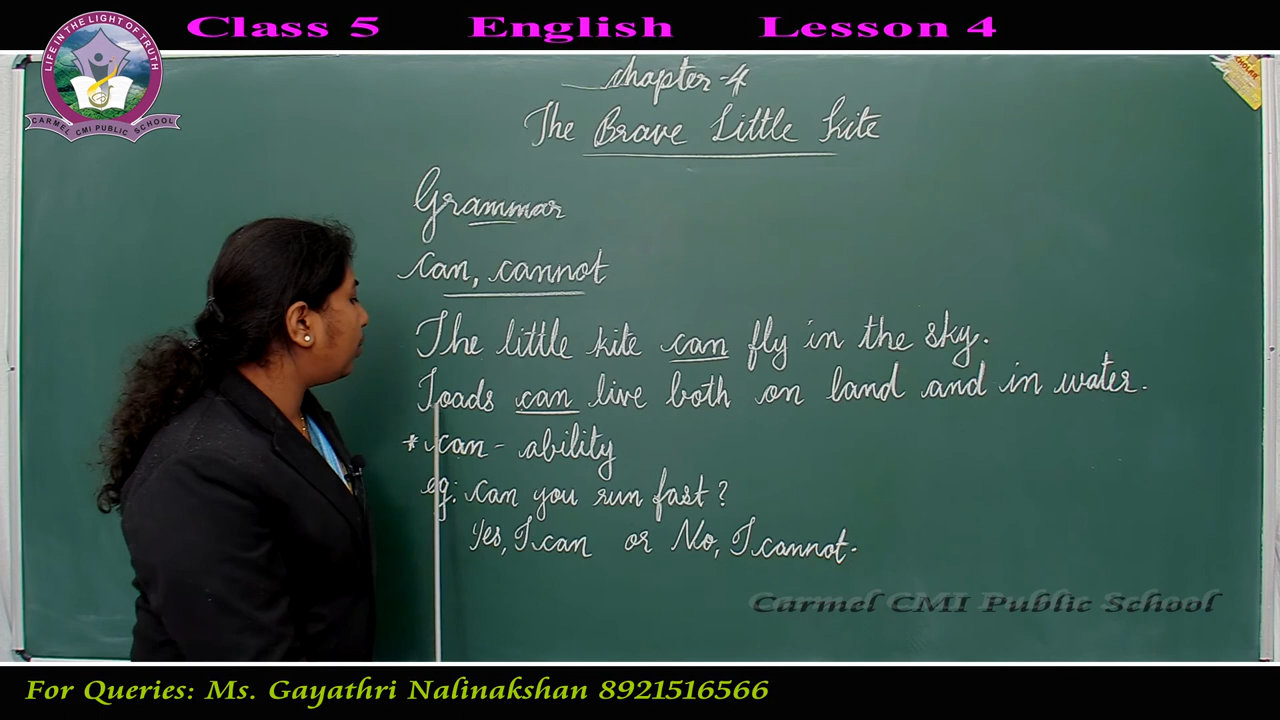 Class 5 English Lesson 4
LIFE IN THE LIGHT OF TRUTH
CARMEL CMI PUBLIC SCHOOL
Chapter-4
The Brave Little Kite
Grammar
Can, cannot
The little kite can fly in the sky.
Toads can live both on land and in water.
* can - ability
eg: Can you run fast?
Yes, I can or No, I cannot.
Carmel CMI Public School
For Queries: Ms. Gayathri Nalinakshan 8921516566